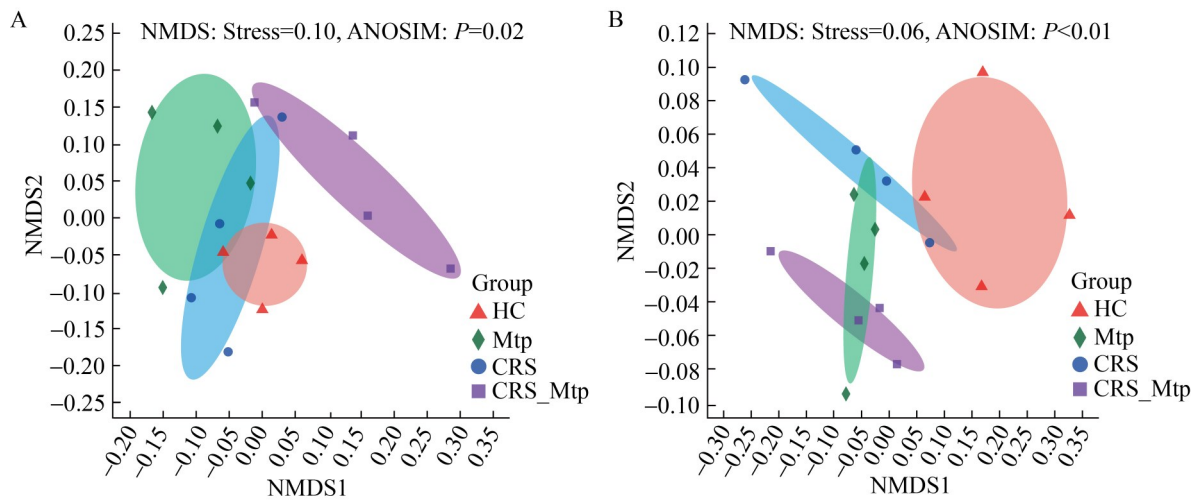 A
NMDS: Stress=0.10, ANOSIM: P=0.02
0.25
0.20
0.15
0.10
0.05
0.00
−0.05
−0.10
−0.15
−0.20
−0.25
NMDS2
−0.20
−0.15
−0.10
−0.05
0.00
0.05
0.10
0.15
0.20
0.25
0.30
0.35
NMDS1
Group
HC
Mtp
CRS
CRS_Mtp
B
NMDS: Stress=0.06, ANOSIM: P<0.01
0.12
0.10
0.08
0.06
0.04
0.02
0.00
−0.02
−0.04
−0.06
−0.08
−0.10
NMDS2
−0.30
−0.25
−0.20
−0.15
−0.10
−0.05
0.00
0.05
0.10
0.15
0.20
0.25
0.30
0.35
NMDS1
Group
HC
Mtp
CRS
CRS_Mtp